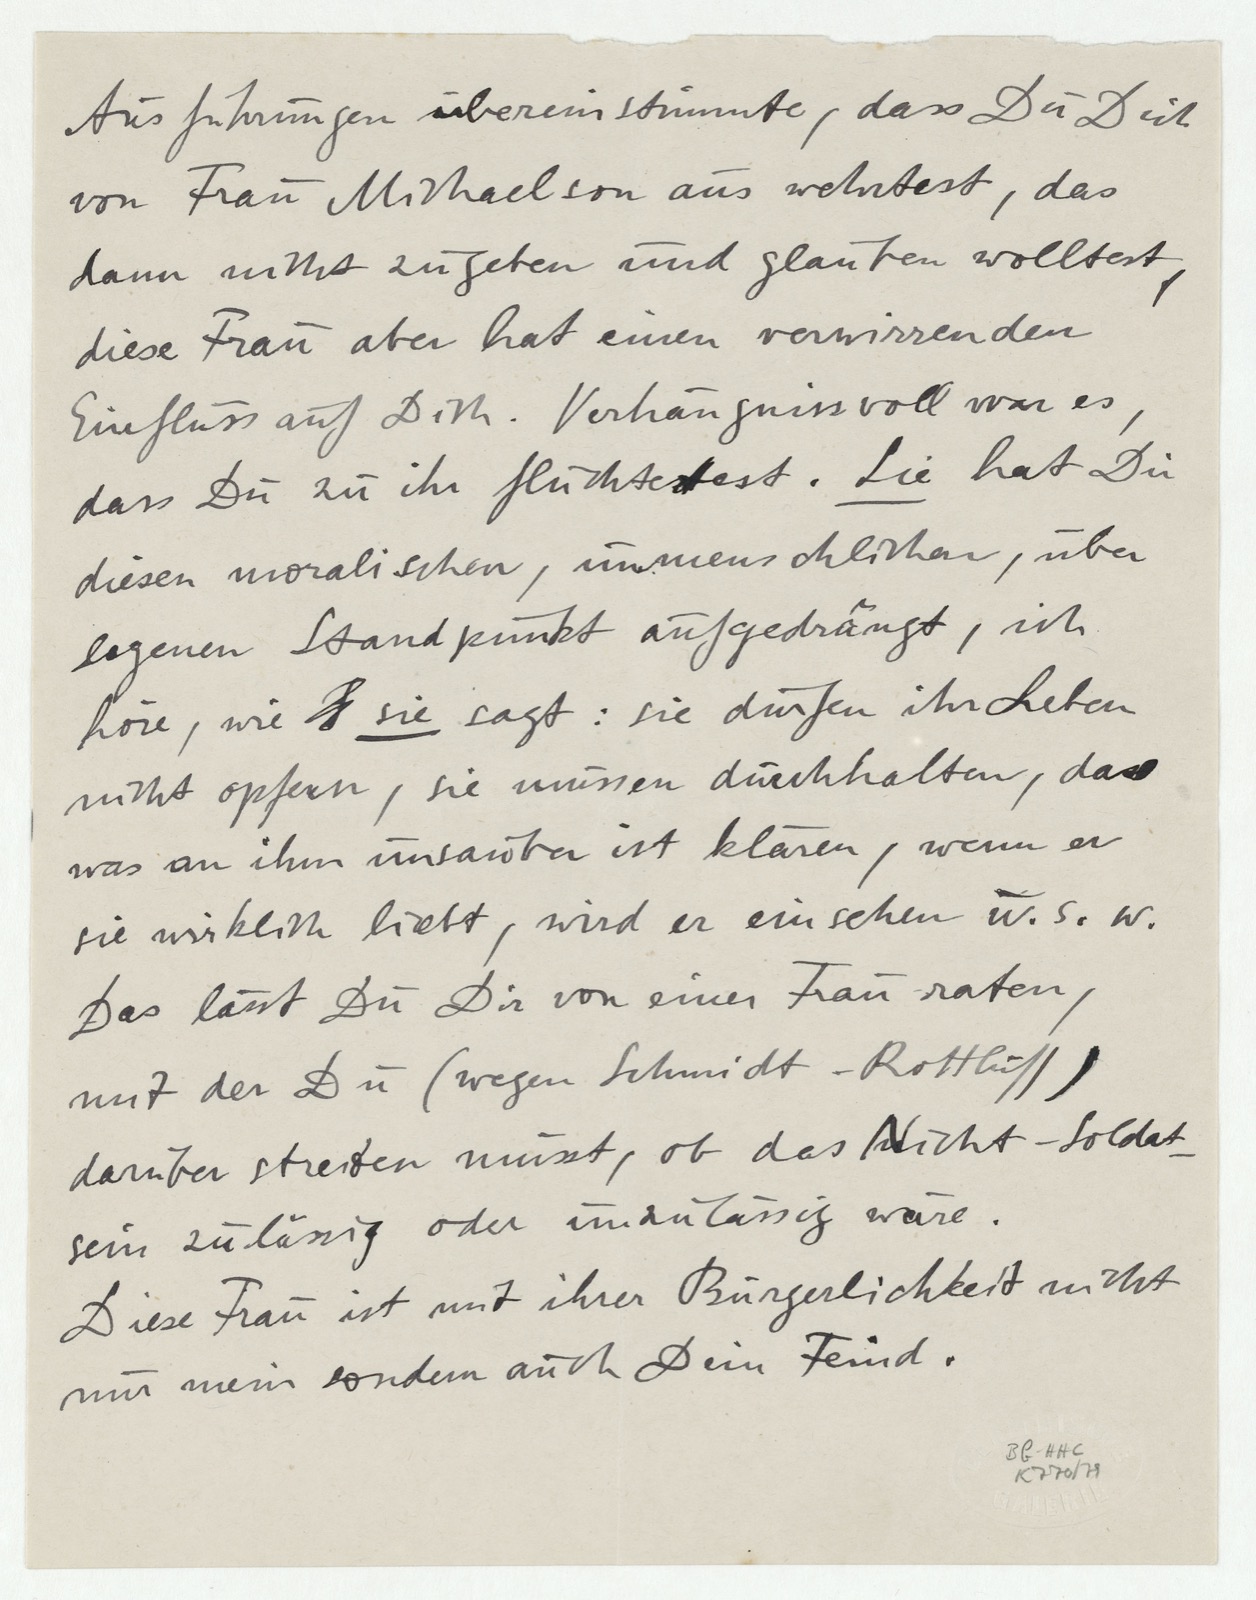 Ausführungen übereinstimmte, dass Du Dich
von Frau Michaelson aus wehrtest, das
dann nicht zugeben und glauben wolltest,
diese Frau aber hat einen verwirrenden
Einfluss auf Dich. Verhängnissvoll war es,
dass Du zu ihr flüchtetest. Sie hat Dir
diesen moralischen, unmenschlichen, über
legenen Standpunkt aufgedrängt, ich
höre, wie sie sagt: sie dürfen ihr Leben
nicht opfern, sie müssen durchhalten, das
was an ihm unsauber ist klären, wenn er
sie wirklich liebt, wird er einsehen u. s. w.
Das lässt Du Dir von einer Frau raten,
mit der Du (wegen Schmidt-Rottluff)
darüber streiten musst, ob das Nicht-Soldat-
sein zulässig oder unzulässig wäre.
Diese Frau ist mit ihrer Bürgerlichkeit nicht
nur mein sondern auch Dein Feind.
BG-HHC
K 770/79